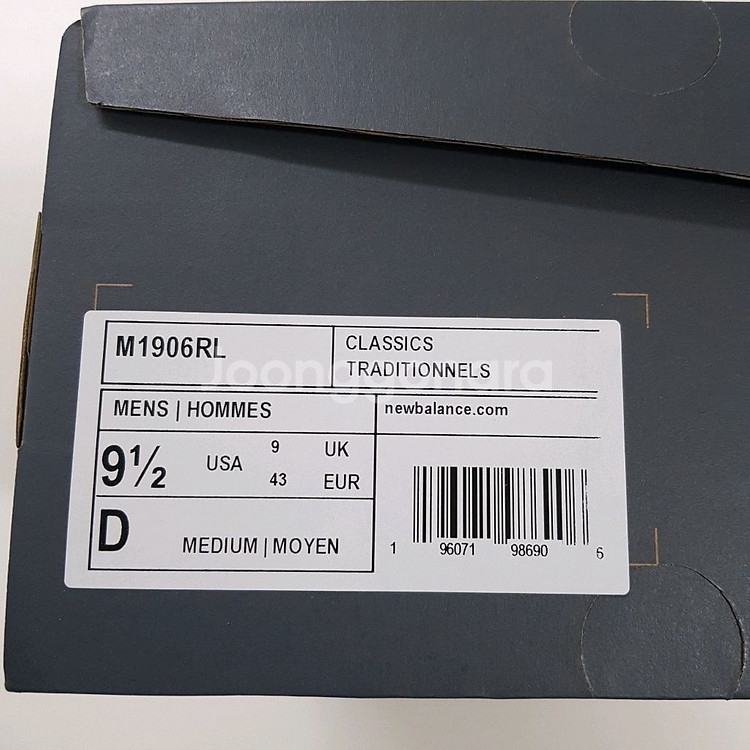 M1906RL
CLASSICS
TRADITIONNELS
Joonggonara
MENS | HOMMES
newbalance.com
9½ USA 9 UK
43 EUR
D MEDIUM | MOYEN
1 96071 98690 6